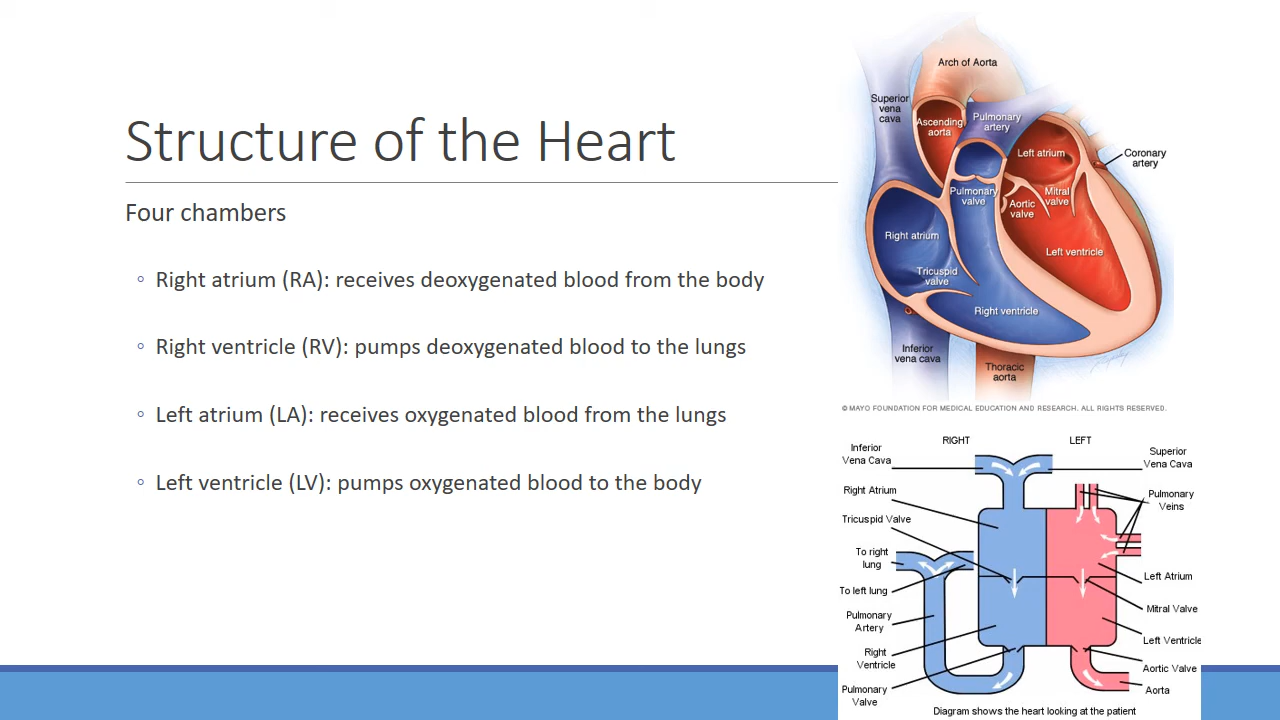 Structure of the Heart
Four chambers
◦ Right atrium (RA): receives deoxygenated blood from the body
◦ Right ventricle (RV): pumps deoxygenated blood to the lungs
◦ Left atrium (LA): receives oxygenated blood from the lungs
◦ Left ventricle (LV): pumps oxygenated blood to the body
Arch of Aorta
Superior
vena
cava
Ascending
aorta
Pulmonary
artery
Left atrium
Coronary
artery
Pulmonary
valve
Aortic
valve
Mitral
valve
Right atrium
Left ventricle
Tricuspid
valve
Right ventricle
Inferior
vena cava
Thoracic
aorta
© MAYO FOUNDATION FOR MEDICAL EDUCATION AND RESEARCH. ALL RIGHTS RESERVED.
RIGHT
LEFT
Inferior
Vena Cava
Superior
Vena Cava
Right Atrium
Pulmonary
Veins
Tricuspid Valve
To right
lung
Left Atrium
To left lung
Mitral Valve
Pulmonary
Artery
Left Ventricle
Right
Ventricle
Aortic Valve
Pulmonary
Valve
Aorta
Diagram shows the heart looking at the patient